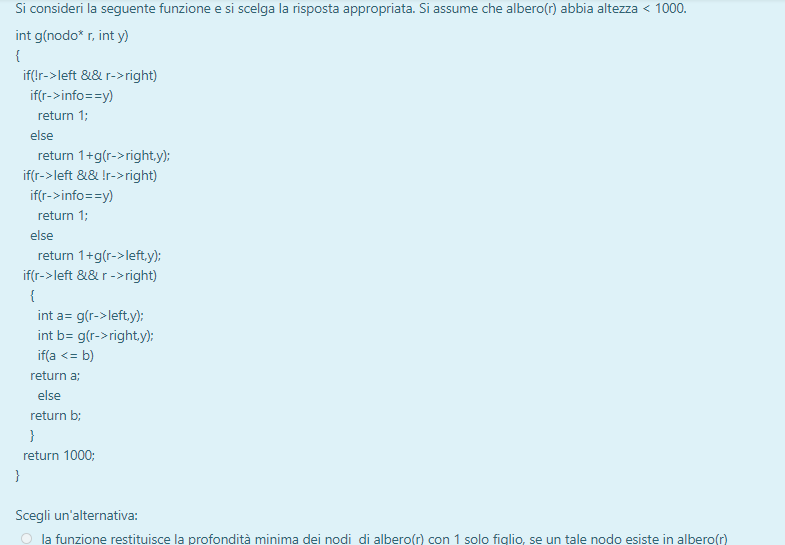 Si consideri la seguente funzione e si scelga la risposta appropriata. Si assume che albero(r) abbia altezza < 1000.
int g(nodo* r, int y)
{
if(!r->left && r->right)
if(r->info==y)
return 1;
else
return 1+g(r->right,y);
if(r->left && !r->right)
if(r->info==y)
return 1;
else
return 1+g(r->left,y);
if(r->left && r ->right)
{
int a= g(r->left,y);
int b= g(r->right,y);
if(a <= b)
return a;
else
return b;
}
return 1000;
}
Scegli un'alternativa:
la funzione restituisce la profondità minima dei nodi di albero(r) con 1 solo figlio, se un tale nodo esiste in albero(r)